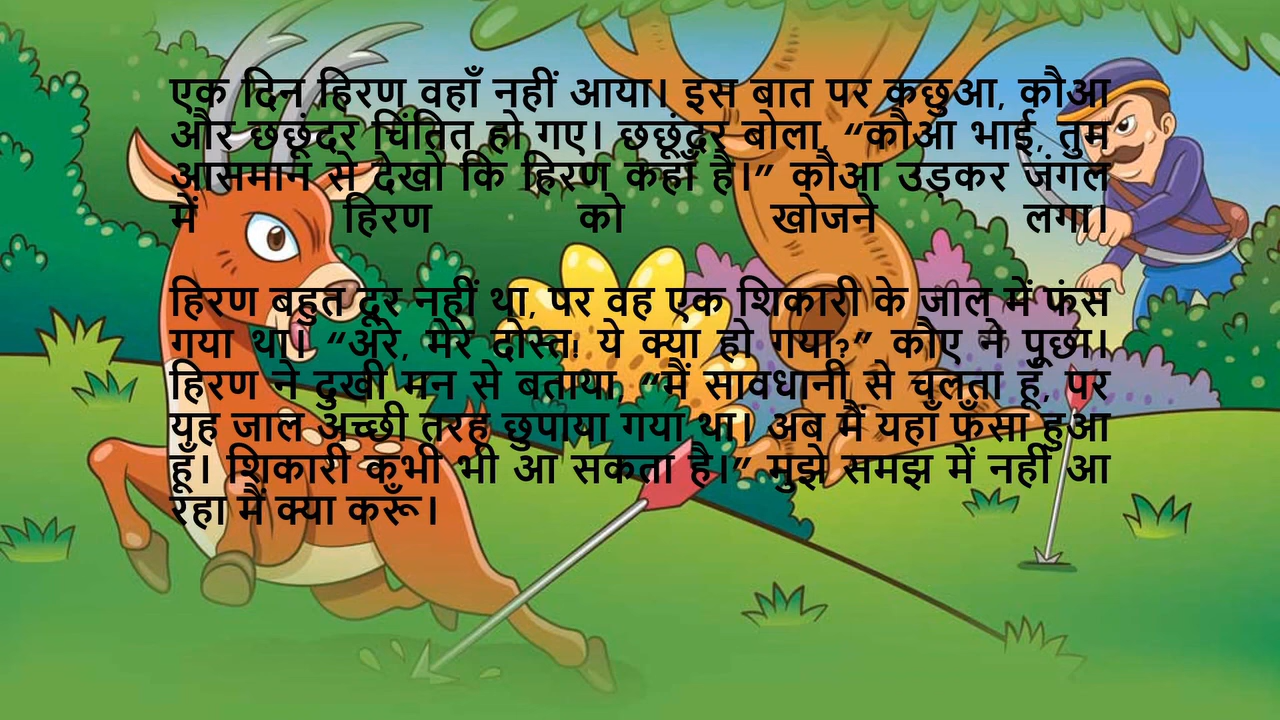 एक दिन हिरण वहाँ नहीं आया। इस बात पर कछुआ, कौआ
और छछूंदर चिंतित हो गए। छछूंदर बोला, “कौआ भाई, तुम
आसमान से देखो कि हिरण कहाँ है।” कौआ उड़कर जंगल
में हिरण को खोजने लगा।
हिरण बहुत दूर नहीं था, पर वह एक शिकारी के जाल में फंस
गया था। “अरे, मेरे दोस्त! ये क्या हो गया?” कौए ने पूछा।
हिरण ने दुखी मन से बताया, “मैं सावधानी से चलता हूँ, पर
यह जाल अच्छी तरह छुपाया गया था। अब मैं यहाँ फँसा हुआ
हूँ। शिकारी कभी भी आ सकता है।” मुझे समझ में नहीं आ
रहा मैं क्या करूँ।